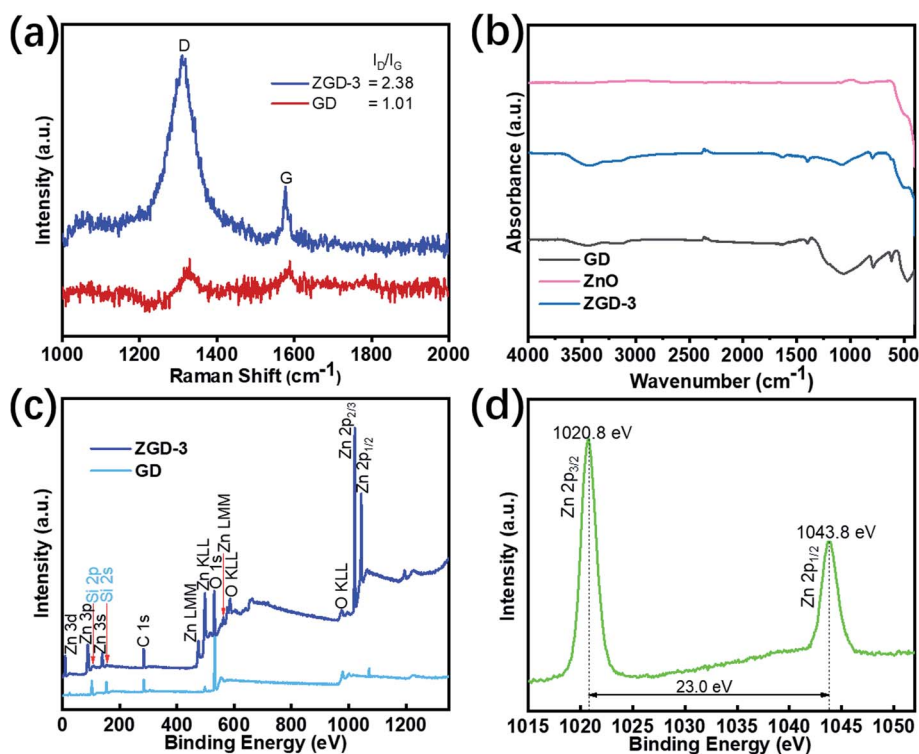 (a)
D
I_D/I_G
ZGD-3 = 2.38
GD = 1.01
G
Intensity (a.u.)
1000 1200 1400 1600 1800 2000
Raman Shift (cm⁻¹)
(b)
Absorbance (a.u.)
GD
ZnO
ZGD-3
4000 3500 3000 2500 2000 1500 1000 500
Wavenumber (cm⁻¹)
(c)
ZGD-3
GD
Intensity (a.u.)
Zn 3d
Zn 3p
Si 2p
Zn 3s
Si 2s
C 1s
Zn LMM
Zn KLL
O 1s
Zn LMM
O KLL
O KLL
Zn 2p_2/3
Zn 2p_1/2
0 200 400 600 800 1000 1200
Binding Energy (eV)
(d)
1020.8 eV
Zn 2p_3/2
1043.8 eV
Zn 2p_1/2
23.0 eV
Intensity (a.u.)
1015 1020 1025 1030 1035 1040 1045 1050
Binding Energy (eV)